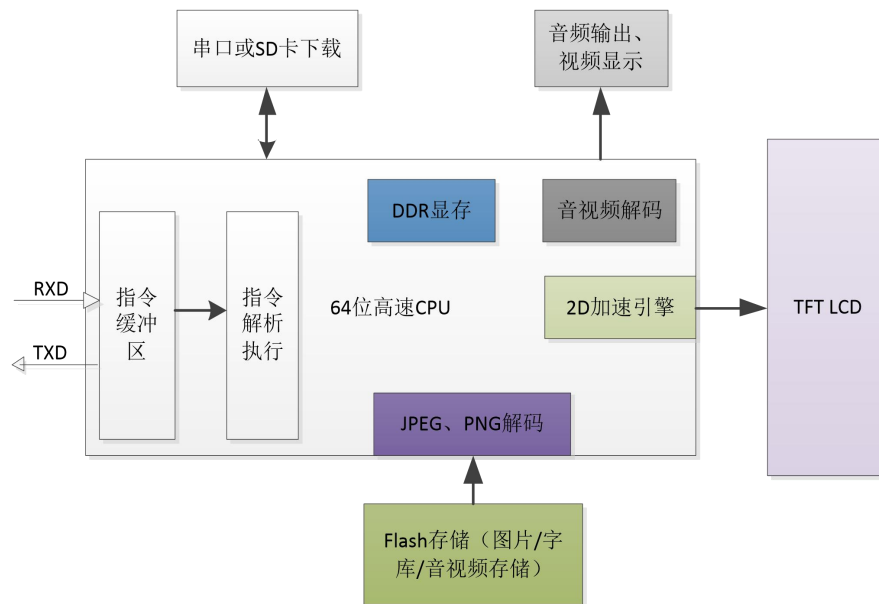 串口或SD卡下载
音频输出、
视频显示
DDR显存
音视频解码
RXD
TXD
指令
缓冲
区
指令
解析
执行
64位高速CPU
2D加速引擎
TFT LCD
JPEG、PNG解码
Flash存储（图片/字
库/音视频存储）